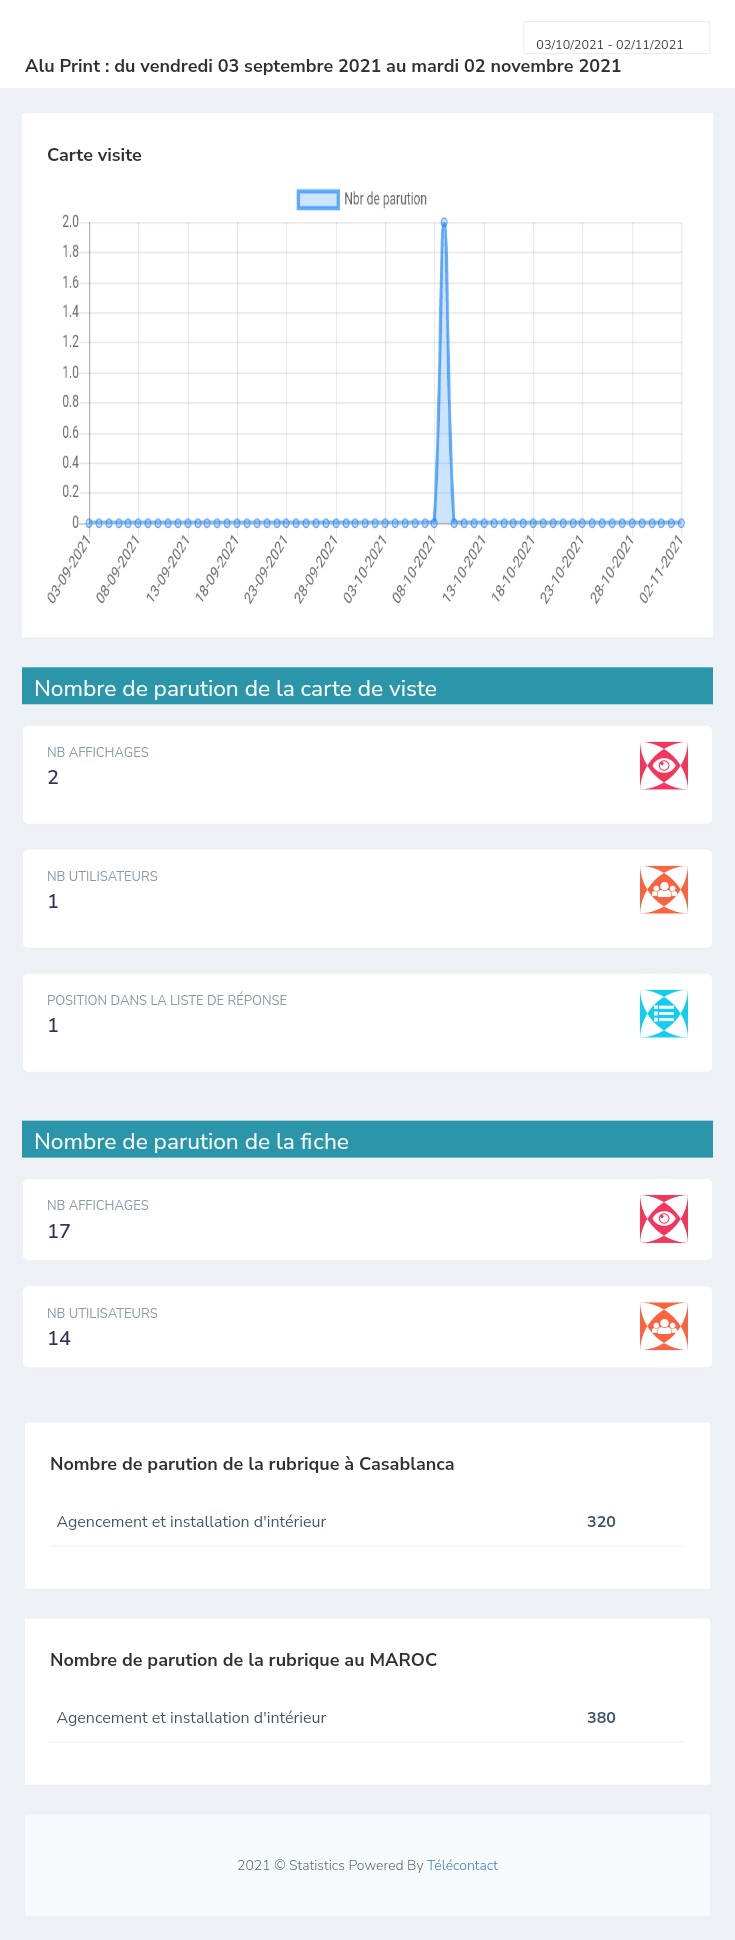 03/10/2021 - 02/11/2021
Alu Print : du vendredi 03 septembre 2021 au mardi 02 novembre 2021
Carte visite
Nbr de parution
2.0
1.8
1.6
1.4
1.2
1.0
0.8
0.6
0.4
0.2
0
03-09-2021
08-09-2021
13-09-2021
18-09-2021
23-09-2021
28-09-2021
03-10-2021
08-10-2021
13-10-2021
18-10-2021
23-10-2021
28-10-2021
02-11-2021
Nombre de parution de la carte de viste
NB AFFICHAGES
2
NB UTILISATEURS
1
POSITION DANS LA LISTE DE RÉPONSE
1
Nombre de parution de la fiche
NB AFFICHAGES
17
NB UTILISATEURS
14
Nombre de parution de la rubrique à Casablanca
Agencement et installation d'intérieur 320
Nombre de parution de la rubrique au MAROC
Agencement et installation d'intérieur 380
2021 © Statistics Powered By Télécontact